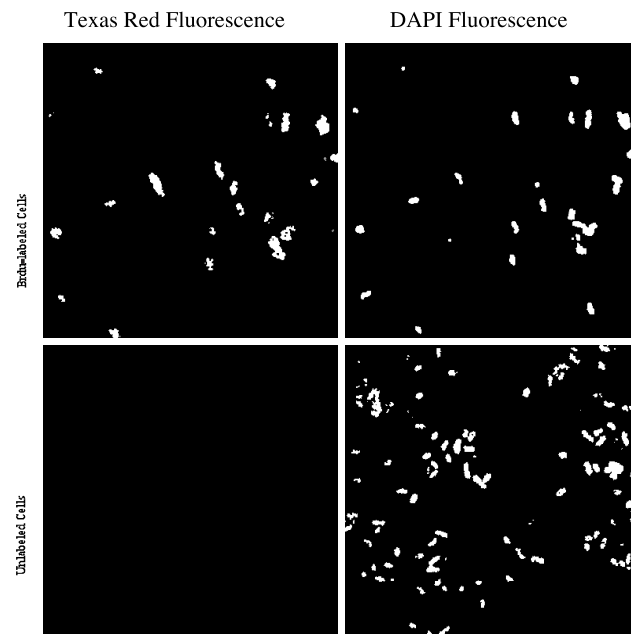 Texas Red Fluorescence
DAPI Fluorescence
Brdu-labeled Cells
Unlabeled Cells